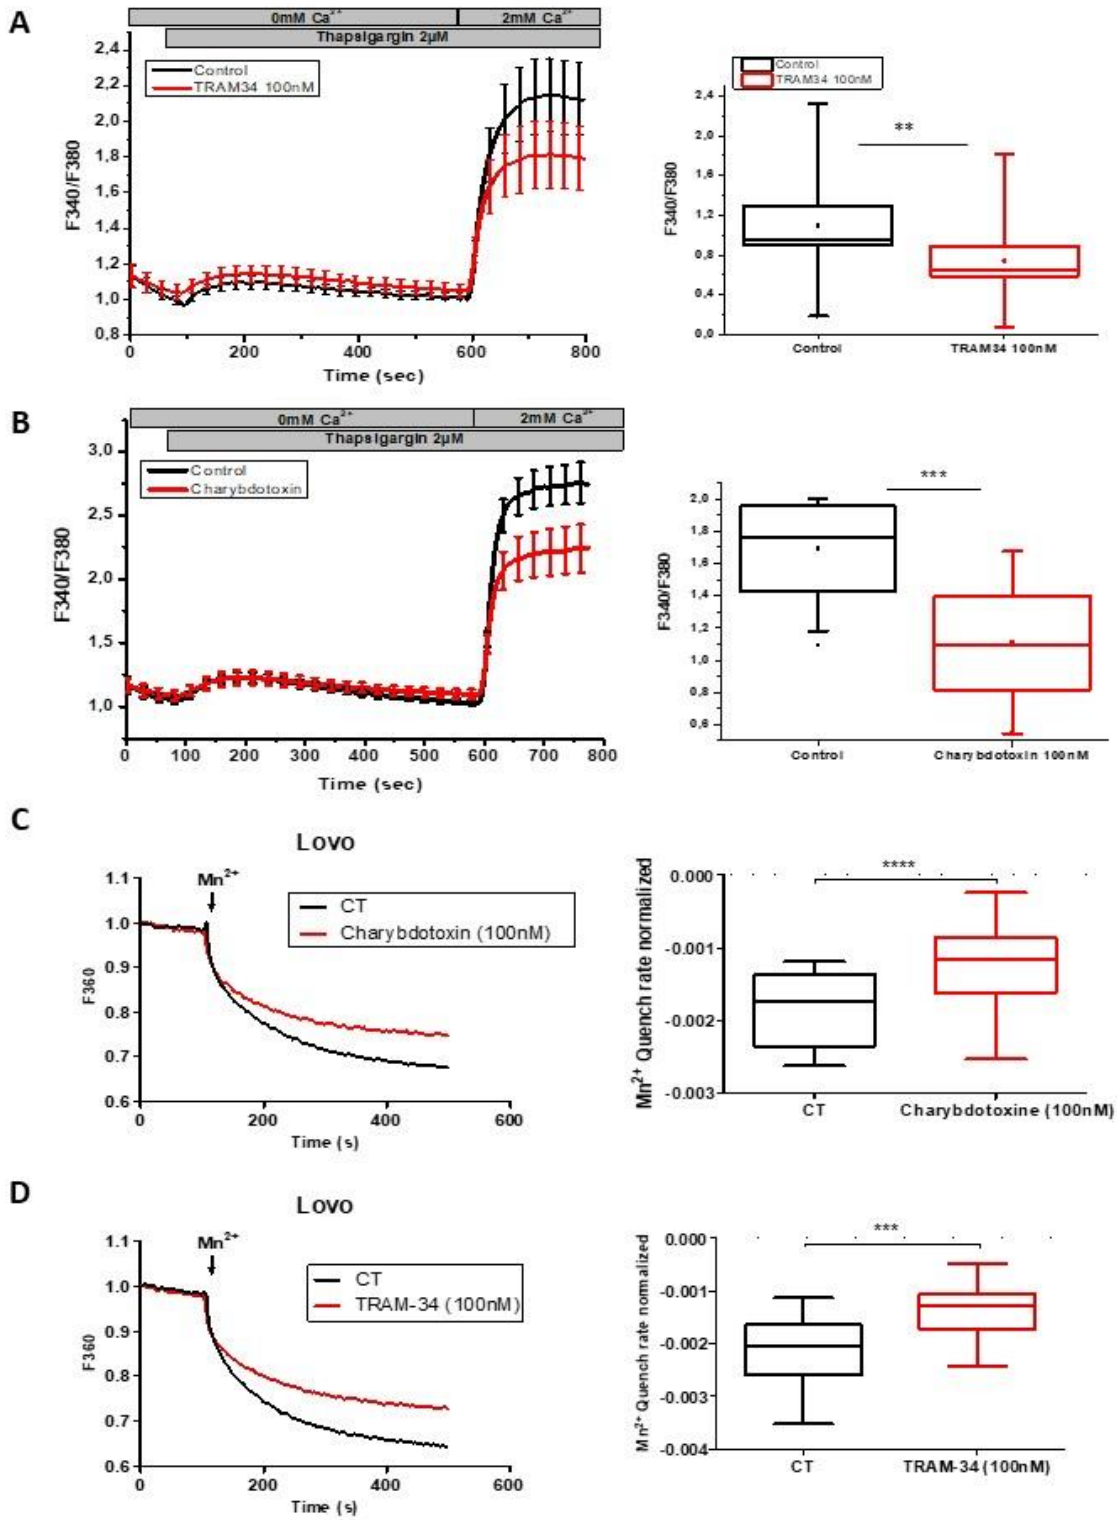 A
0mM Ca²⁺ 2mM Ca²⁺
Thapsigargin 2µM
Control
TRAM34 100nM
F340/F380
2,4
2,2
2,0
1,8
1,6
1,4
1,2
1,0
0,8
0 200 400 600 800
Time (sec)
Control
TRAM34 100nM
**
F340/F380
2,4
2,0
1,6
1,2
0,8
0,4
0,0
Control TRAM34 100nM
B
0mM Ca²⁺ 2mM Ca²⁺
Thapsigargin 2µM
Control
Charybdotoxin
F340/F380
3,0
2,5
2,0
1,5
1,0
0 100 200 300 400 500 600 700 800
Time (sec)
***
F340/F380
2,0
1,8
1,6
1,4
1,2
1,0
0,8
0,6
Control Charybdotoxin 100nM
C
Lovo
Mn²⁺
CT
Charybdotoxin (100nM)
F360
1.1
1.0
0.9
0.8
0.7
0.6
0 200 400 600
Time (s)
****
Mn²⁺ Quench rate normalized
0.000
-0.001
-0.002
-0.003
CT Charybdotoxine (100nM)
D
Lovo
Mn²⁺
CT
TRAM-34 (100nM)
F360
1.1
1.0
0.9
0.8
0.7
0.6
0 200 400 600
Time (s)
***
Mn²⁺ Quench rate normalized
0.000
-0.001
-0.002
-0.003
-0.004
CT TRAM-34 (100nM)